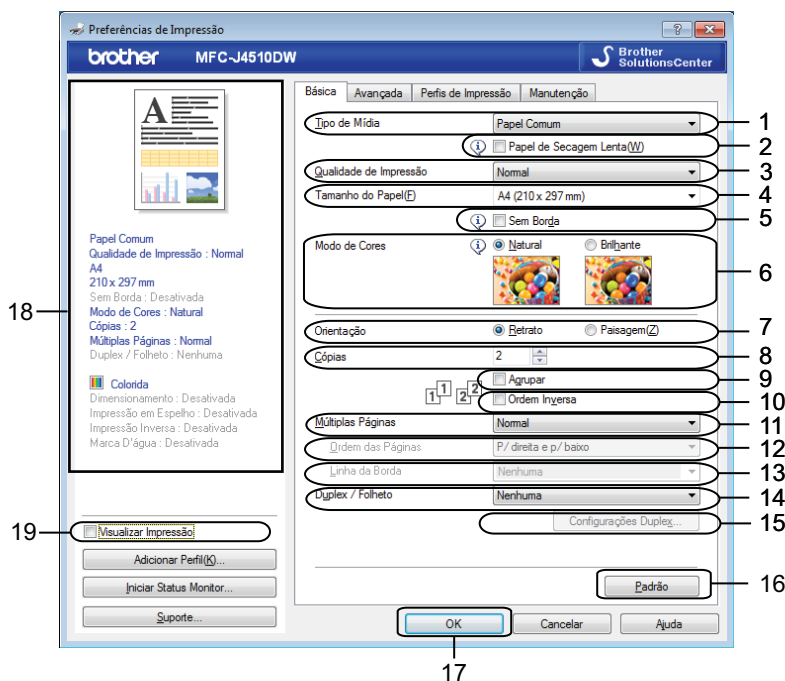 Preferências de Impressão
brother MFC-J4510DW
Brother
SolutionsCenter
A
Papel Comum
Qualidade de Impressão : Normal
A4
210 x 297 mm
Sem Borda : Desativada
Modo de Cores : Natural
Cópias : 2
Múltiplas Páginas : Normal
Duplex / Folheto : Nenhuma
Colorida
Dimensionamento : Desativada
Impressão em Espelho : Desativada
Impressão Inversa : Desativada
Marca D'água : Desativada
18
Visualizar Impressão
19
Adicionar Perfil(K)...
Iniciar Status Monitor...
Suporte...
Básica Avançada Perfis de Impressão Manutenção
Tipo de Mídia Papel Comum 1
Papel de Secagem Lenta(W) 2
Qualidade de Impressão Normal 3
Tamanho do Papel(F) A4 (210 x 297 mm) 4
Sem Borda 5
Modo de Cores Natural Brilhante
6
Orientação Retrato Paisagem(Z) 7
Cópias 2 8
Agrupar 9
1 1 2 2
Ordem Inversa 10
Múltiplas Páginas Normal 11
Ordem das Páginas P/ direita e p/ baixo 12
Linha da Borda Nenhuma 13
Duplex / Folheto Nenhuma 14
Configurações Duplex... 15
Padrão 16
OK Cancelar Ajuda
17